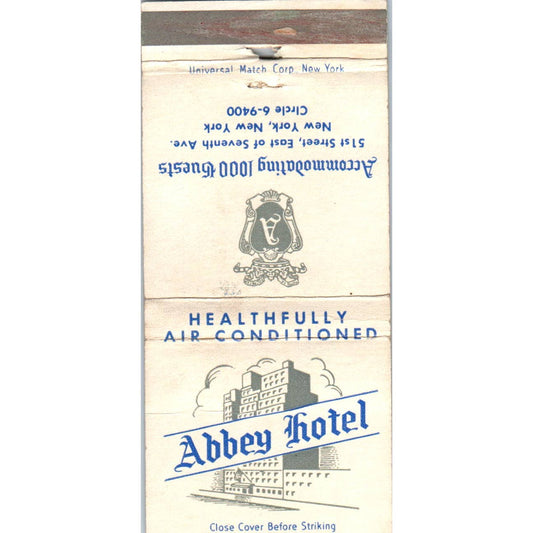 Universal Match Corp. New York
Accommodating 1000 Guests
51st Street, East of Seventh Ave.
New York, New York
CIrcle 6-9400
A
HEALTHFULLY
AIR CONDITIONED
Abbey Hotel
Close Cover Before Striking